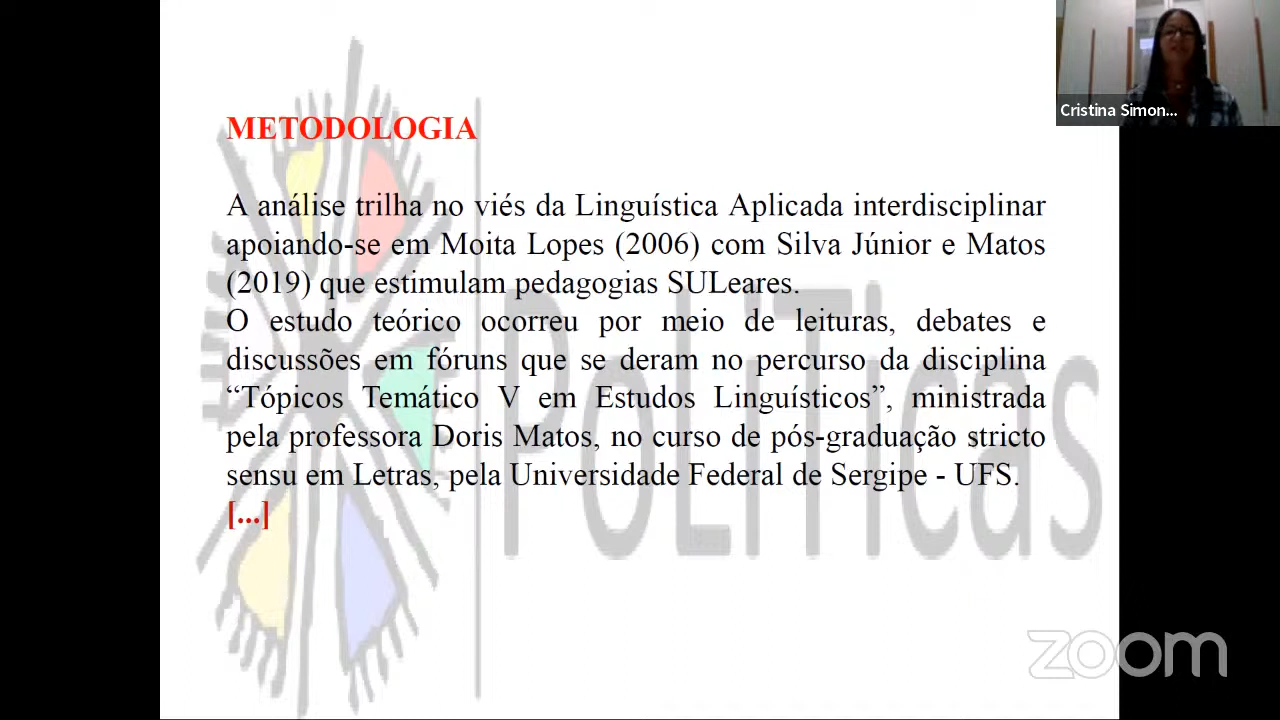 METODOLOGIA
A análise trilha no viés da Linguística Aplicada interdisciplinar
apoiando-se em Moita Lopes (2006) com Silva Júnior e Matos
(2019) que estimulam pedagogias SULeares.
O estudo teórico ocorreu por meio de leituras, debates e
discussões em fóruns que se deram no percurso da disciplina
“Tópicos Temático V em Estudos Linguísticos”, ministrada
pela professora Doris Matos, no curso de pós-graduação stricto
sensu em Letras, pela Universidade Federal de Sergipe - UFS.
[...]
PoLiTicas
Cristina Simon...
zoom